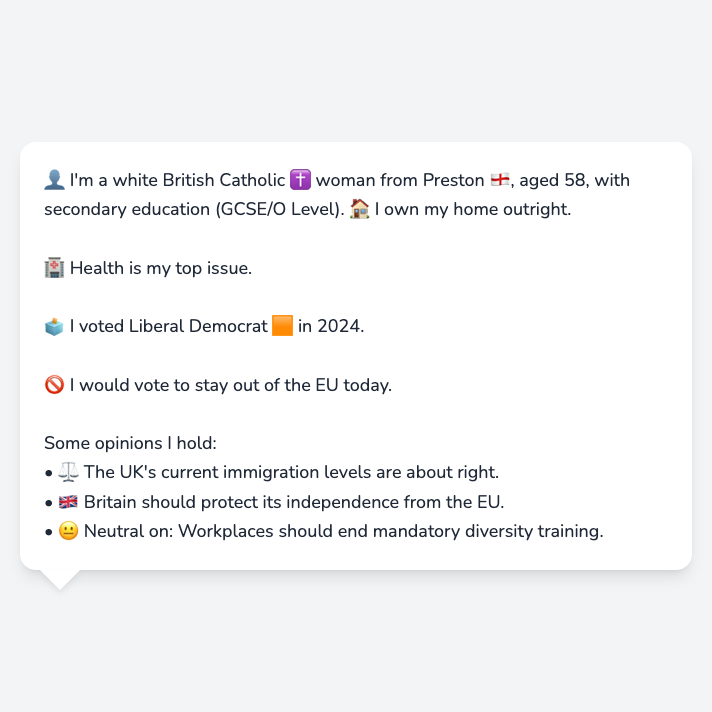 👤 I'm a white British Catholic ✝️ woman from Preston 🏴󠁧󠁢󠁥󠁮󠁧󠁿, aged 58, with
secondary education (GCSE/O Level). 🏠 I own my home outright.
🏥 Health is my top issue.
🗳️ I voted Liberal Democrat 🟧 in 2024.
🚫 I would vote to stay out of the EU today.
Some opinions I hold:
• ⚖️ The UK's current immigration levels are about right.
• 🇬🇧 Britain should protect its independence from the EU.
• 😐 Neutral on: Workplaces should end mandatory diversity training.